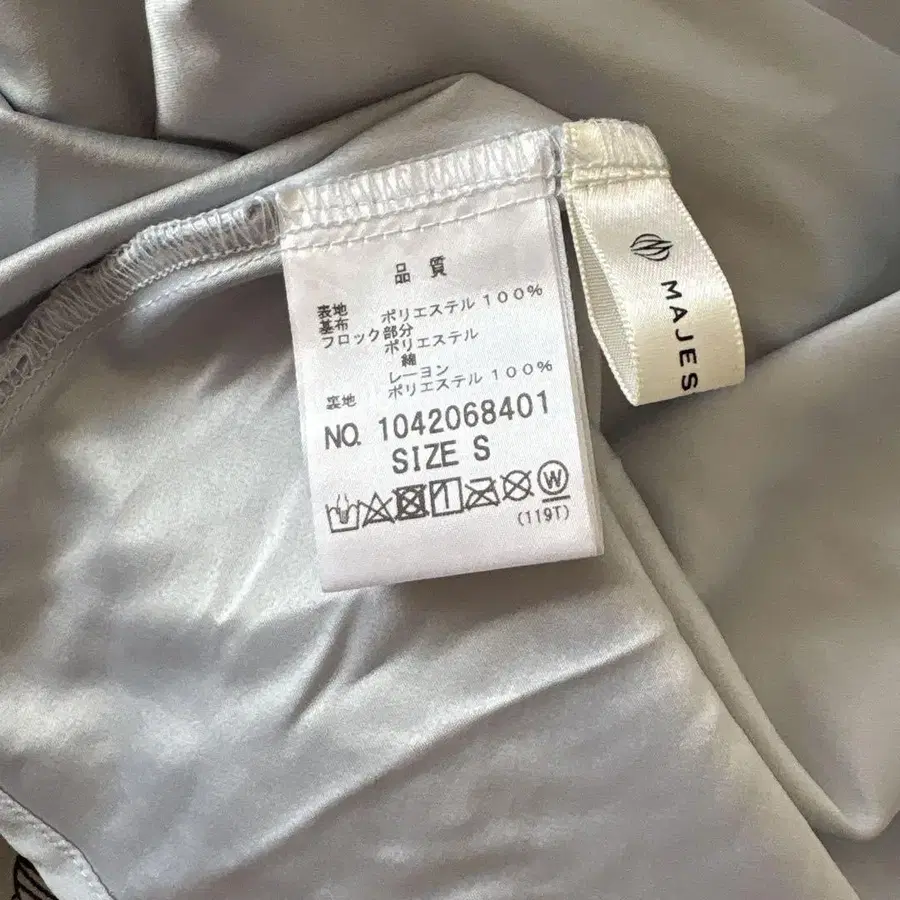 品質
表地
基布 ポリエステル 100%
フロック部分
ポリエステル
綿
レーヨン
裏地 ポリエステル 100%
NO. 1042068401
SIZE S
W
(119T)
MAJES